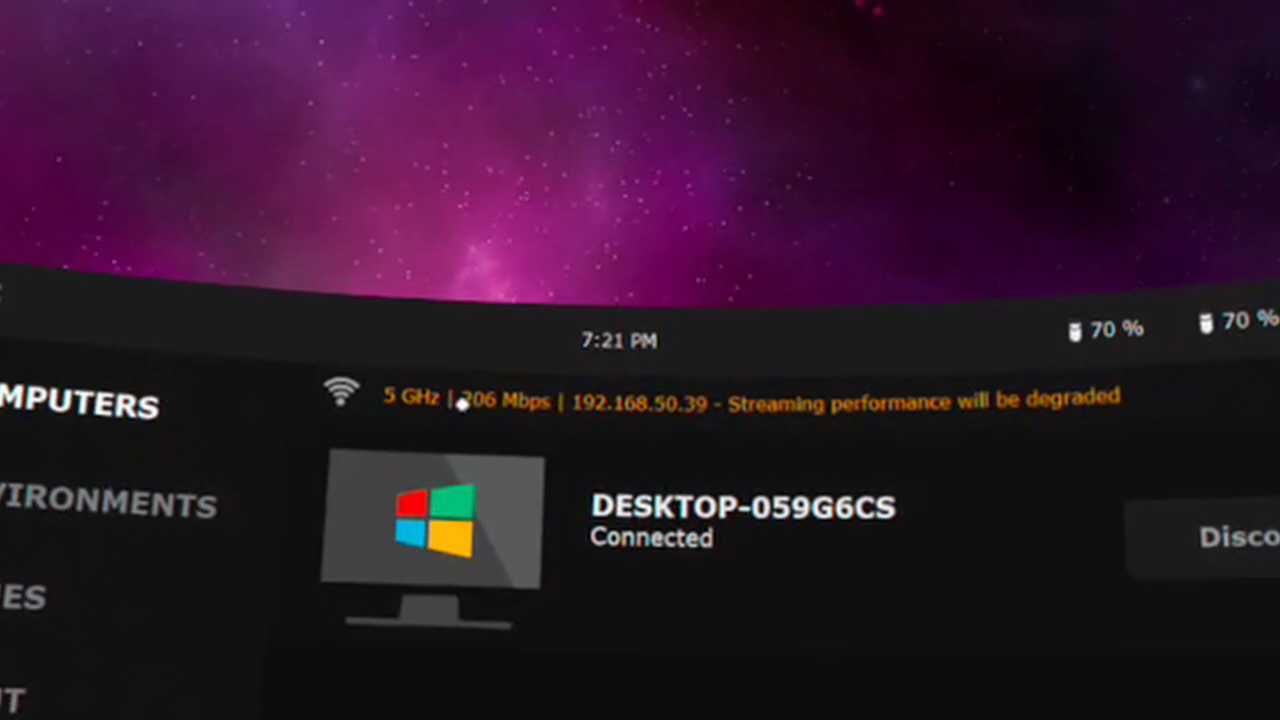 7:21 PM
70 %
70 %
MPUTERS
5 GHz | 206 Mbps | 192.168.50.39 - Streaming performance will be degraded
VIRONMENTS
DESKTOP-059G6CS
Connected
Disco
ES
UT